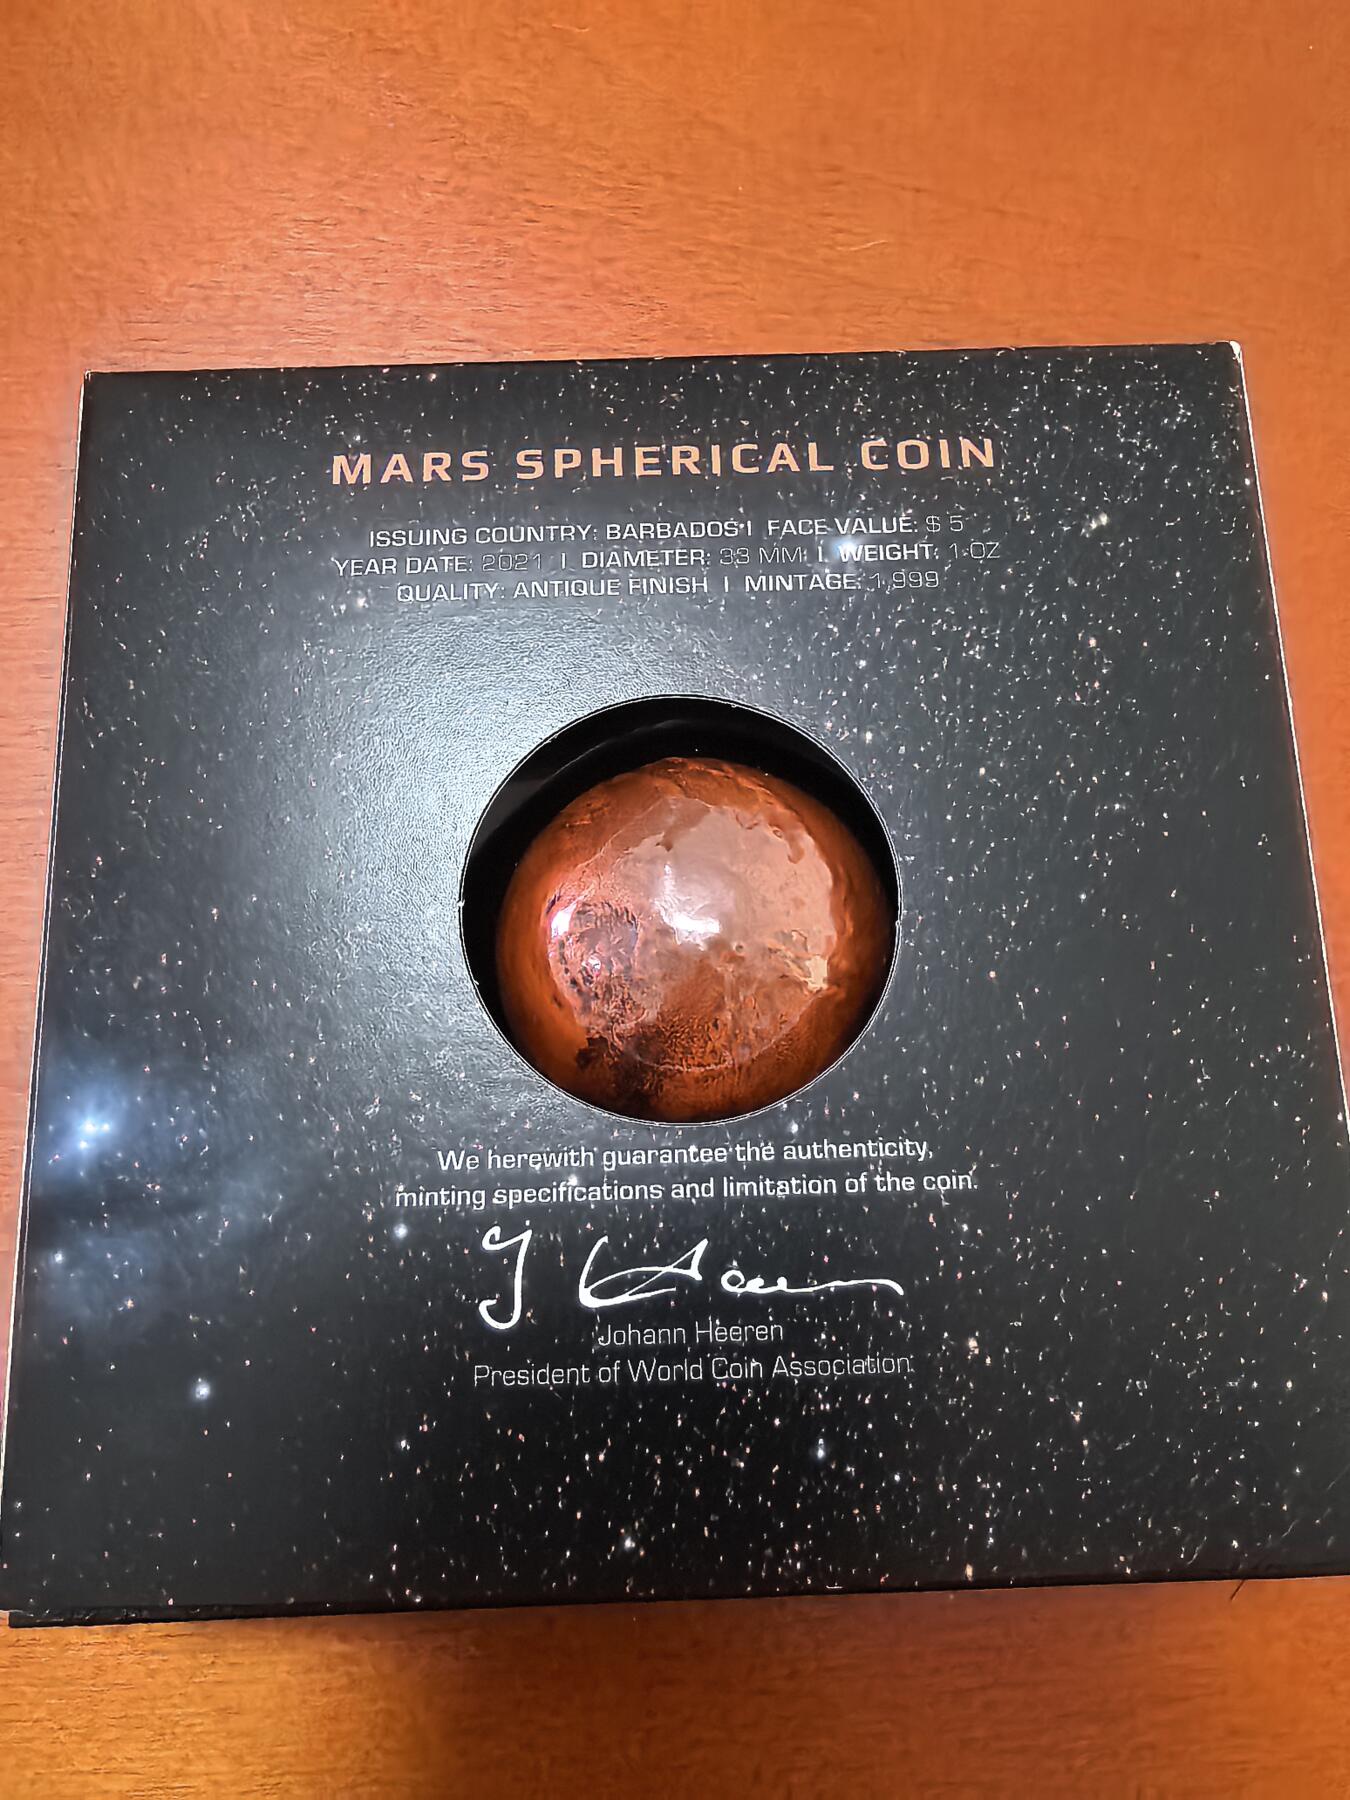 MARS SPHERICAL COIN
ISSUING COUNTRY: BARBADOS I FACE VALUE: $ 5
YEAR DATE: 2021 I DIAMETER: 33 MM I WEIGHT: 1 OZ
QUALITY: ANTIQUE FINISH I MINTAGE: 1,999
We herewith guarantee the authenticity,
minting specifications and limitation of the coin.
J Heeren
Johann Heeren
President of World Coin Association